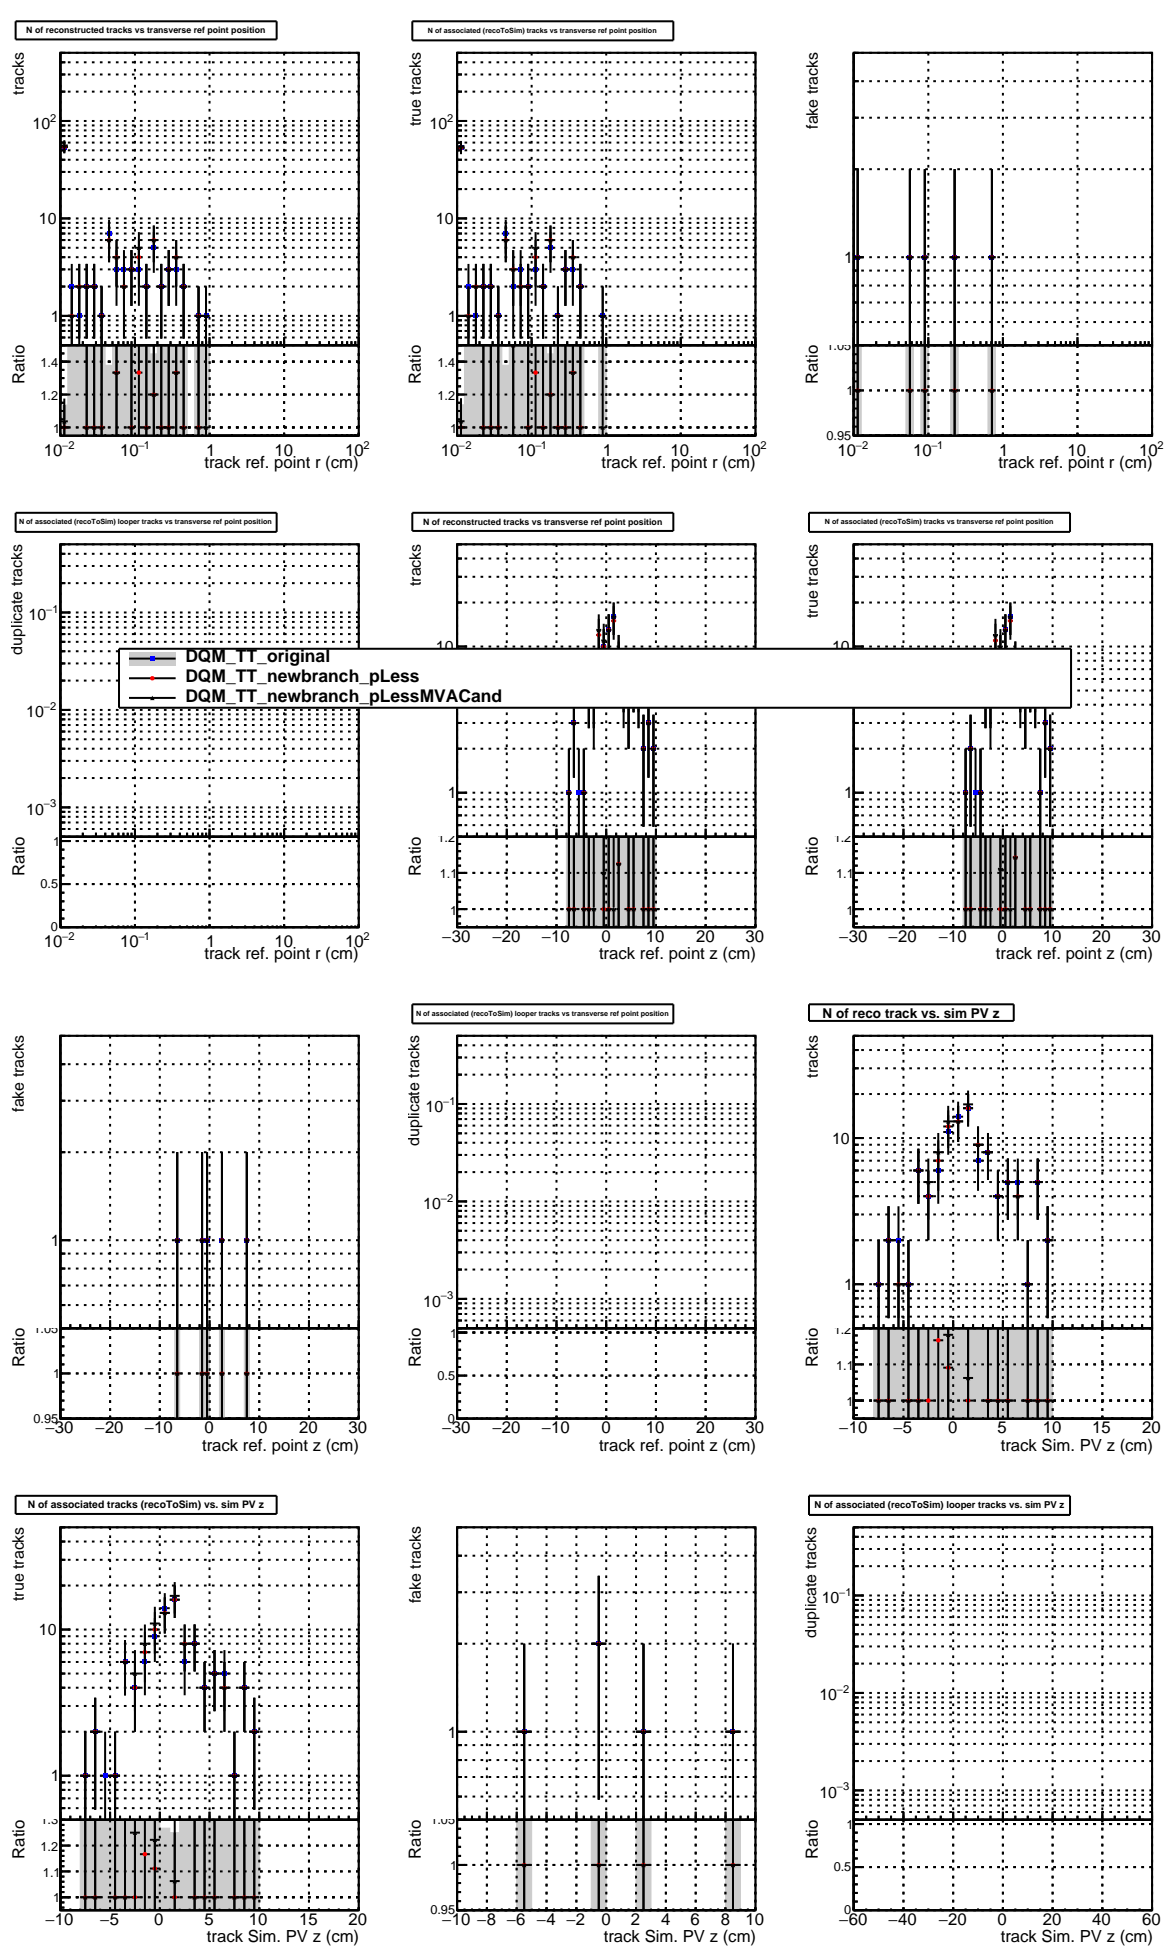 N of reconstructed tracks vs transverse ref point position
tracks
10²
10
1
Ratio
1.4
1.2
1
10⁻² 10⁻¹ 1 10 10²
track ref. point r (cm)
N of associated (recoToSim) tracks vs transverse ref point position
true tracks
10²
10
1
Ratio
1.4
1.2
1
10⁻² 10⁻¹ 1 10 10²
track ref. point r (cm)
fake tracks
1
1.05
Ratio
1
0.95
10⁻² 10⁻¹ 1 10 10²
track ref. point r (cm)
N of associated (recoToSim) looper tracks vs transverse ref point position
duplicate tracks
10⁻¹
10⁻²
10⁻³
Ratio
1
0.5
0
10⁻² 10⁻¹ 1 10 10²
track ref. point r (cm)
N of reconstructed tracks vs transverse ref point position
tracks
10
1
1.2
Ratio
1.1
1
−30 −20 −10 0 10 20 30
track ref. point z (cm)
N of associated (recoToSim) tracks vs transverse ref point position
true tracks
10
1
1.2
Ratio
1.1
1
−30 −20 −10 0 10 20 30
track ref. point z (cm)
DQM_TT_original
DQM_TT_newbranch_pLess
DQM_TT_newbranch_pLessMVACand
fake tracks
1
1.05
Ratio
1
0.95
−30 −20 −10 0 10 20 30
track ref. point z (cm)
N of associated (recoToSim) looper tracks vs transverse ref point position
duplicate tracks
10⁻¹
10⁻²
10⁻³
Ratio
1
0.5
0
−30 −20 −10 0 10 20 30
track ref. point z (cm)
N of reco track vs. sim PV z
tracks
10
1
1.2
Ratio
1.1
1
−10 −5 0 5 10 15 20
track Sim. PV z (cm)
N of associated tracks (recoToSim) vs. sim PV z
true tracks
10
1
1.3
Ratio
1.2
1.1
1
−10 −5 0 5 10 15 20
track Sim. PV z (cm)
fake tracks
1
1.05
Ratio
1
0.95
−10 −8 −6 −4 −2 0 2 4 6 8 10
track Sim. PV z (cm)
N of associated (recoToSim) looper tracks vs. sim PV z
duplicate tracks
10⁻¹
10⁻²
10⁻³
Ratio
1
0.5
0
−60 −40 −20 0 20 40 60
track Sim. PV z (cm)